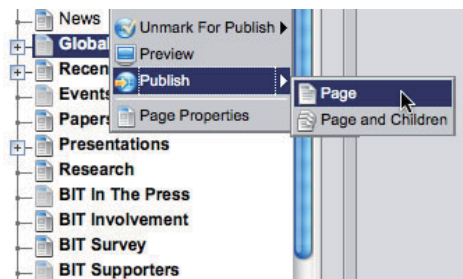 News
Global
Recen
Events
Papers
Presentations
Research
BIT In The Press
BIT Involvement
BIT Survey
BIT Supporters
Unmark For Publish
Preview
Publish
Page Properties
Page
Page and Children